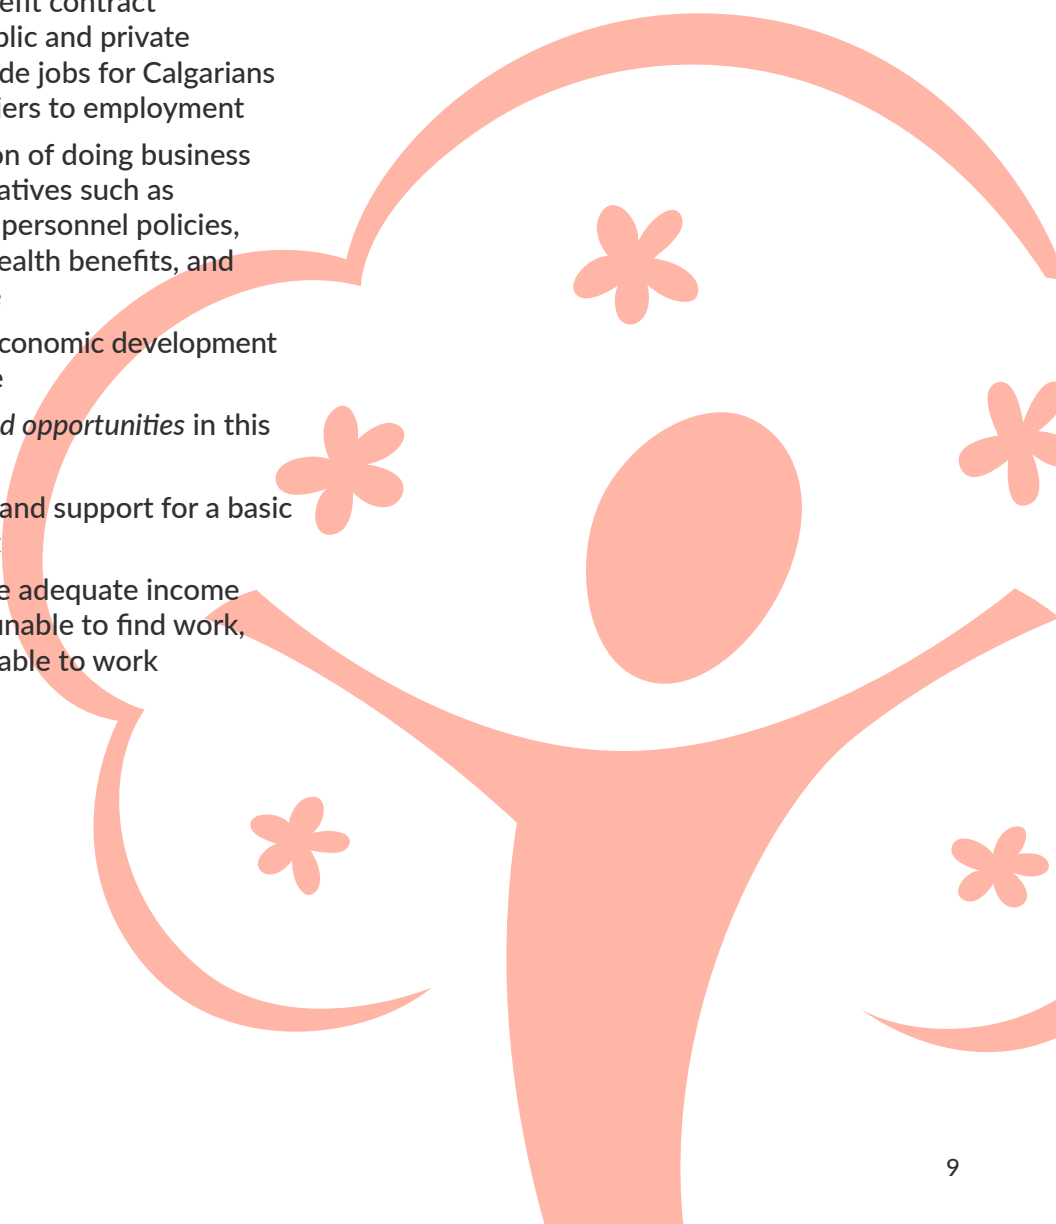 efit contract
blic and private
de jobs for Calgarians
iers to employment
on of doing business
atives such as
personnel policies,
ealth benefits, and
conomic development
e
d opportunities in this
and support for a basic
e adequate income
unable to find work,
able to work
9